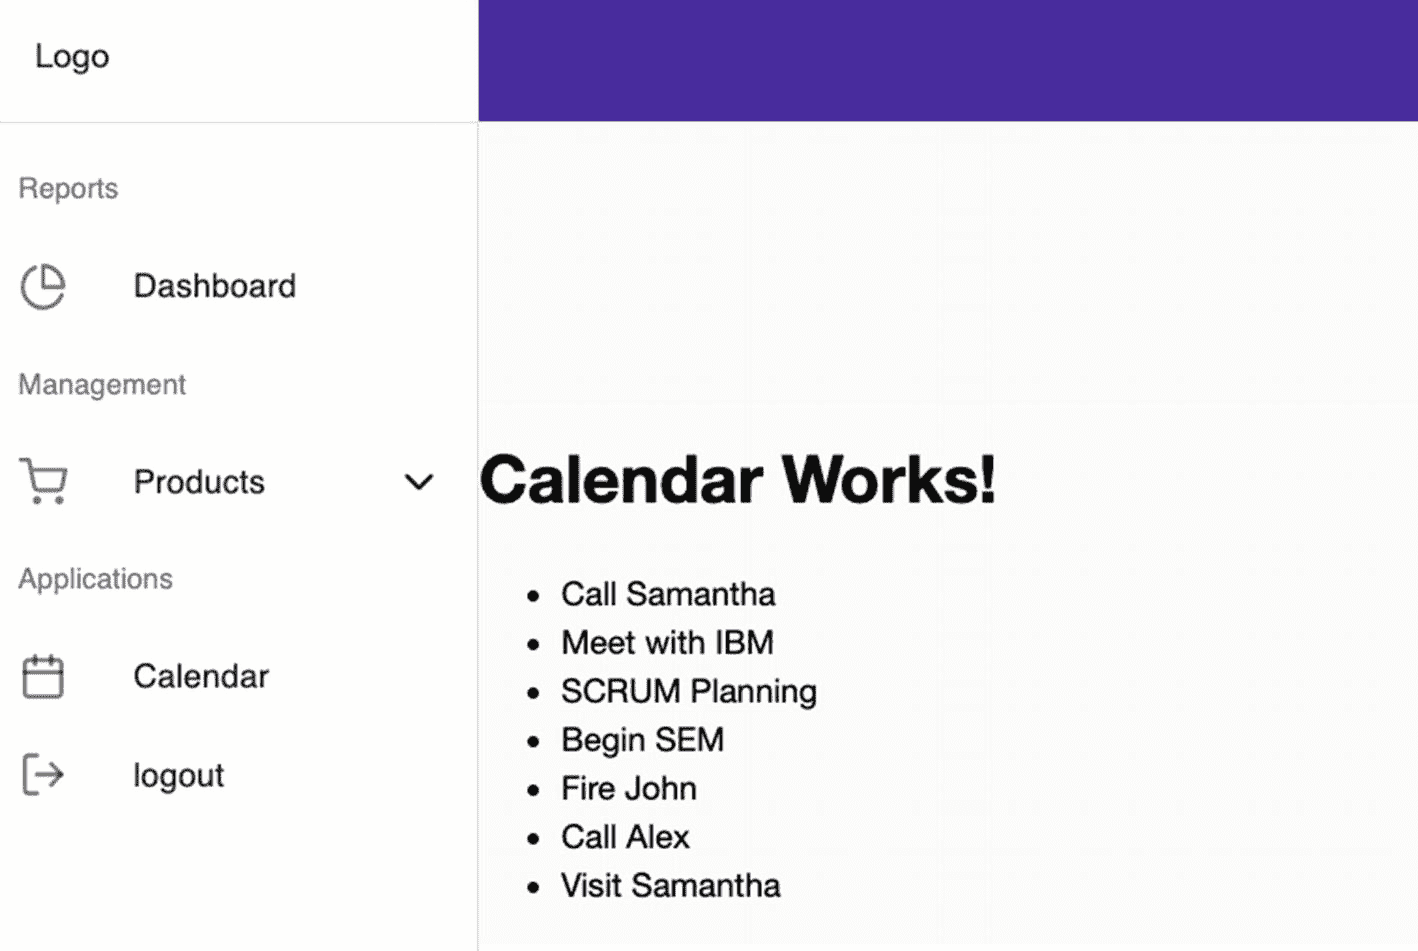 Logo
Reports
Dashboard
Management
Products
Applications
Calendar
logout
Calendar Works!
Call Samantha
Meet with IBM
SCRUM Planning
Begin SEM
Fire John
Call Alex
Visit Samantha